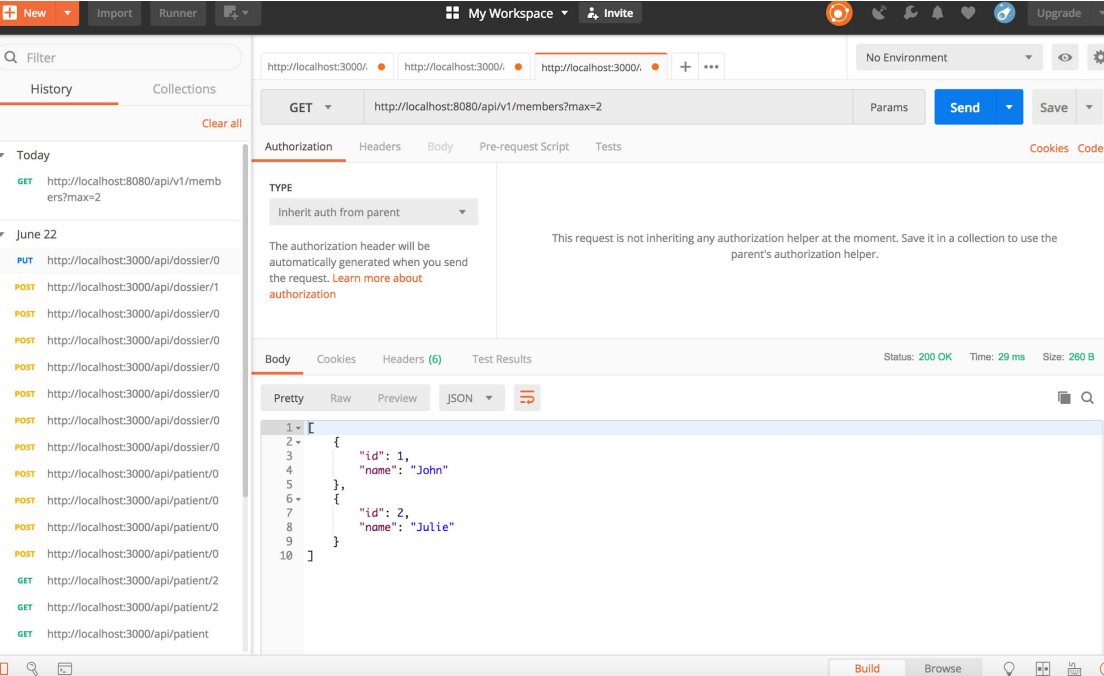 New Import Runner My Workspace Invite Upgrade
Filter
History Collections
Clear all
Today
GET http://localhost:8080/api/v1/memb
ers?max=2
June 22
PUT http://localhost:3000/api/dossier/0
POST http://localhost:3000/api/dossier/1
POST http://localhost:3000/api/dossier/0
POST http://localhost:3000/api/dossier/0
POST http://localhost:3000/api/dossier/0
POST http://localhost:3000/api/dossier/0
POST http://localhost:3000/api/dossier/0
POST http://localhost:3000/api/dossier/0
POST http://localhost:3000/api/patient/0
POST http://localhost:3000/api/patient/0
POST http://localhost:3000/api/patient/0
POST http://localhost:3000/api/patient/0
GET http://localhost:3000/api/patient/2
GET http://localhost:3000/api/patient/2
GET http://localhost:3000/api/patient
http://localhost:3000/ http://localhost:3000/ http://localhost:3000/ + ••• No Environment
GET http://localhost:8080/api/v1/members?max=2 Params Send Save
Authorization Headers Body Pre-request Script Tests Cookies Code
TYPE
Inherit auth from parent
The authorization header will be
automatically generated when you send
the request. Learn more about
authorization
This request is not inheriting any authorization helper at the moment. Save it in a collection to use the
parent's authorization helper.
Body Cookies Headers (6) Test Results Status: 200 OK Time: 29 ms Size: 260 B
Pretty Raw Preview JSON
1 [
2 {
3 "id": 1,
4 "name": "John"
5 },
6 {
7 "id": 2,
8 "name": "Julie"
9 }
10 ]
Build Browse